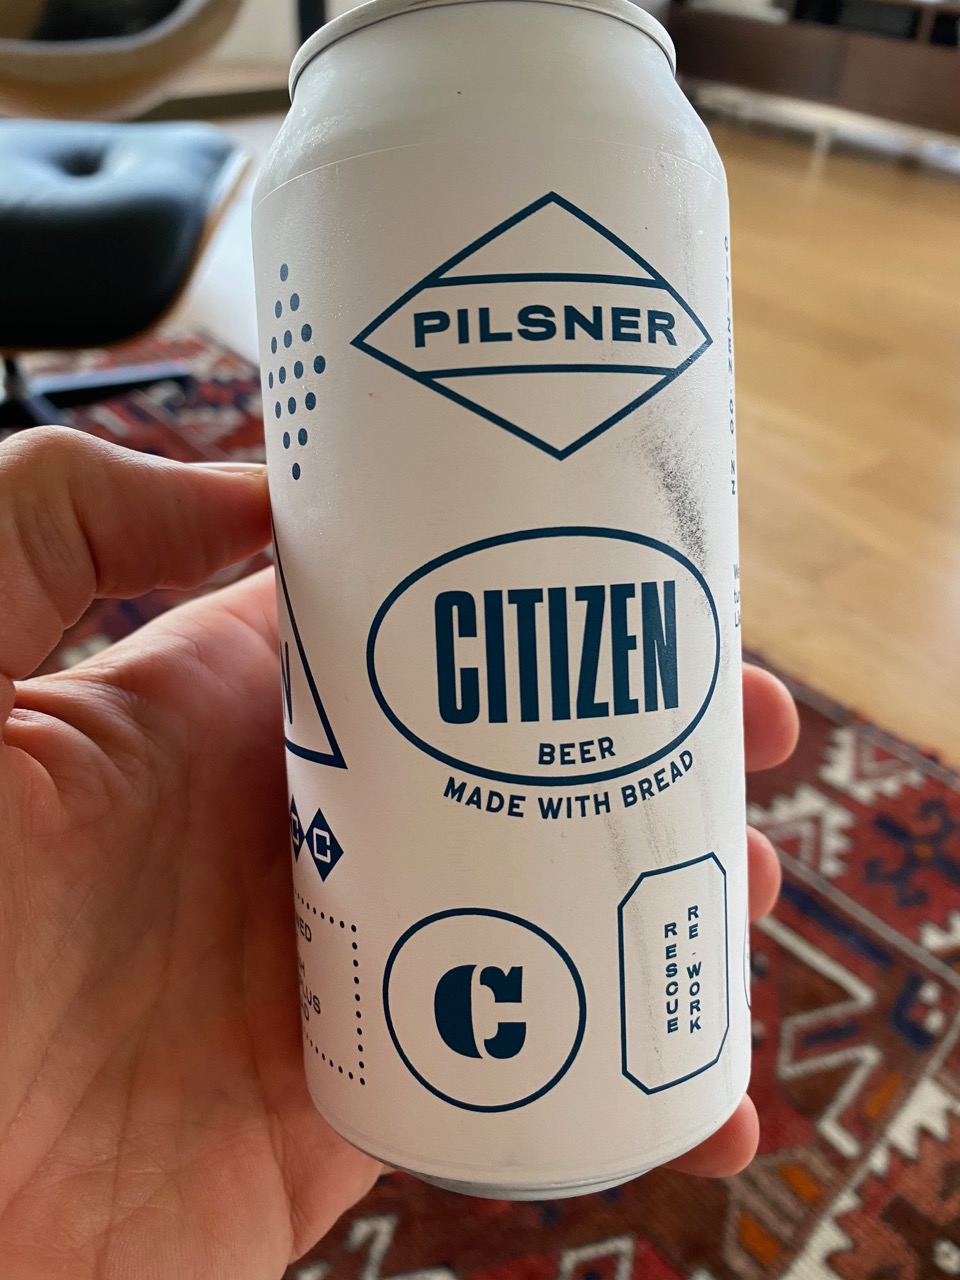 PILSNER
CITIZEN
BEER
MADE WITH BREAD
N
C C
C
RESCUE
RE·WORK